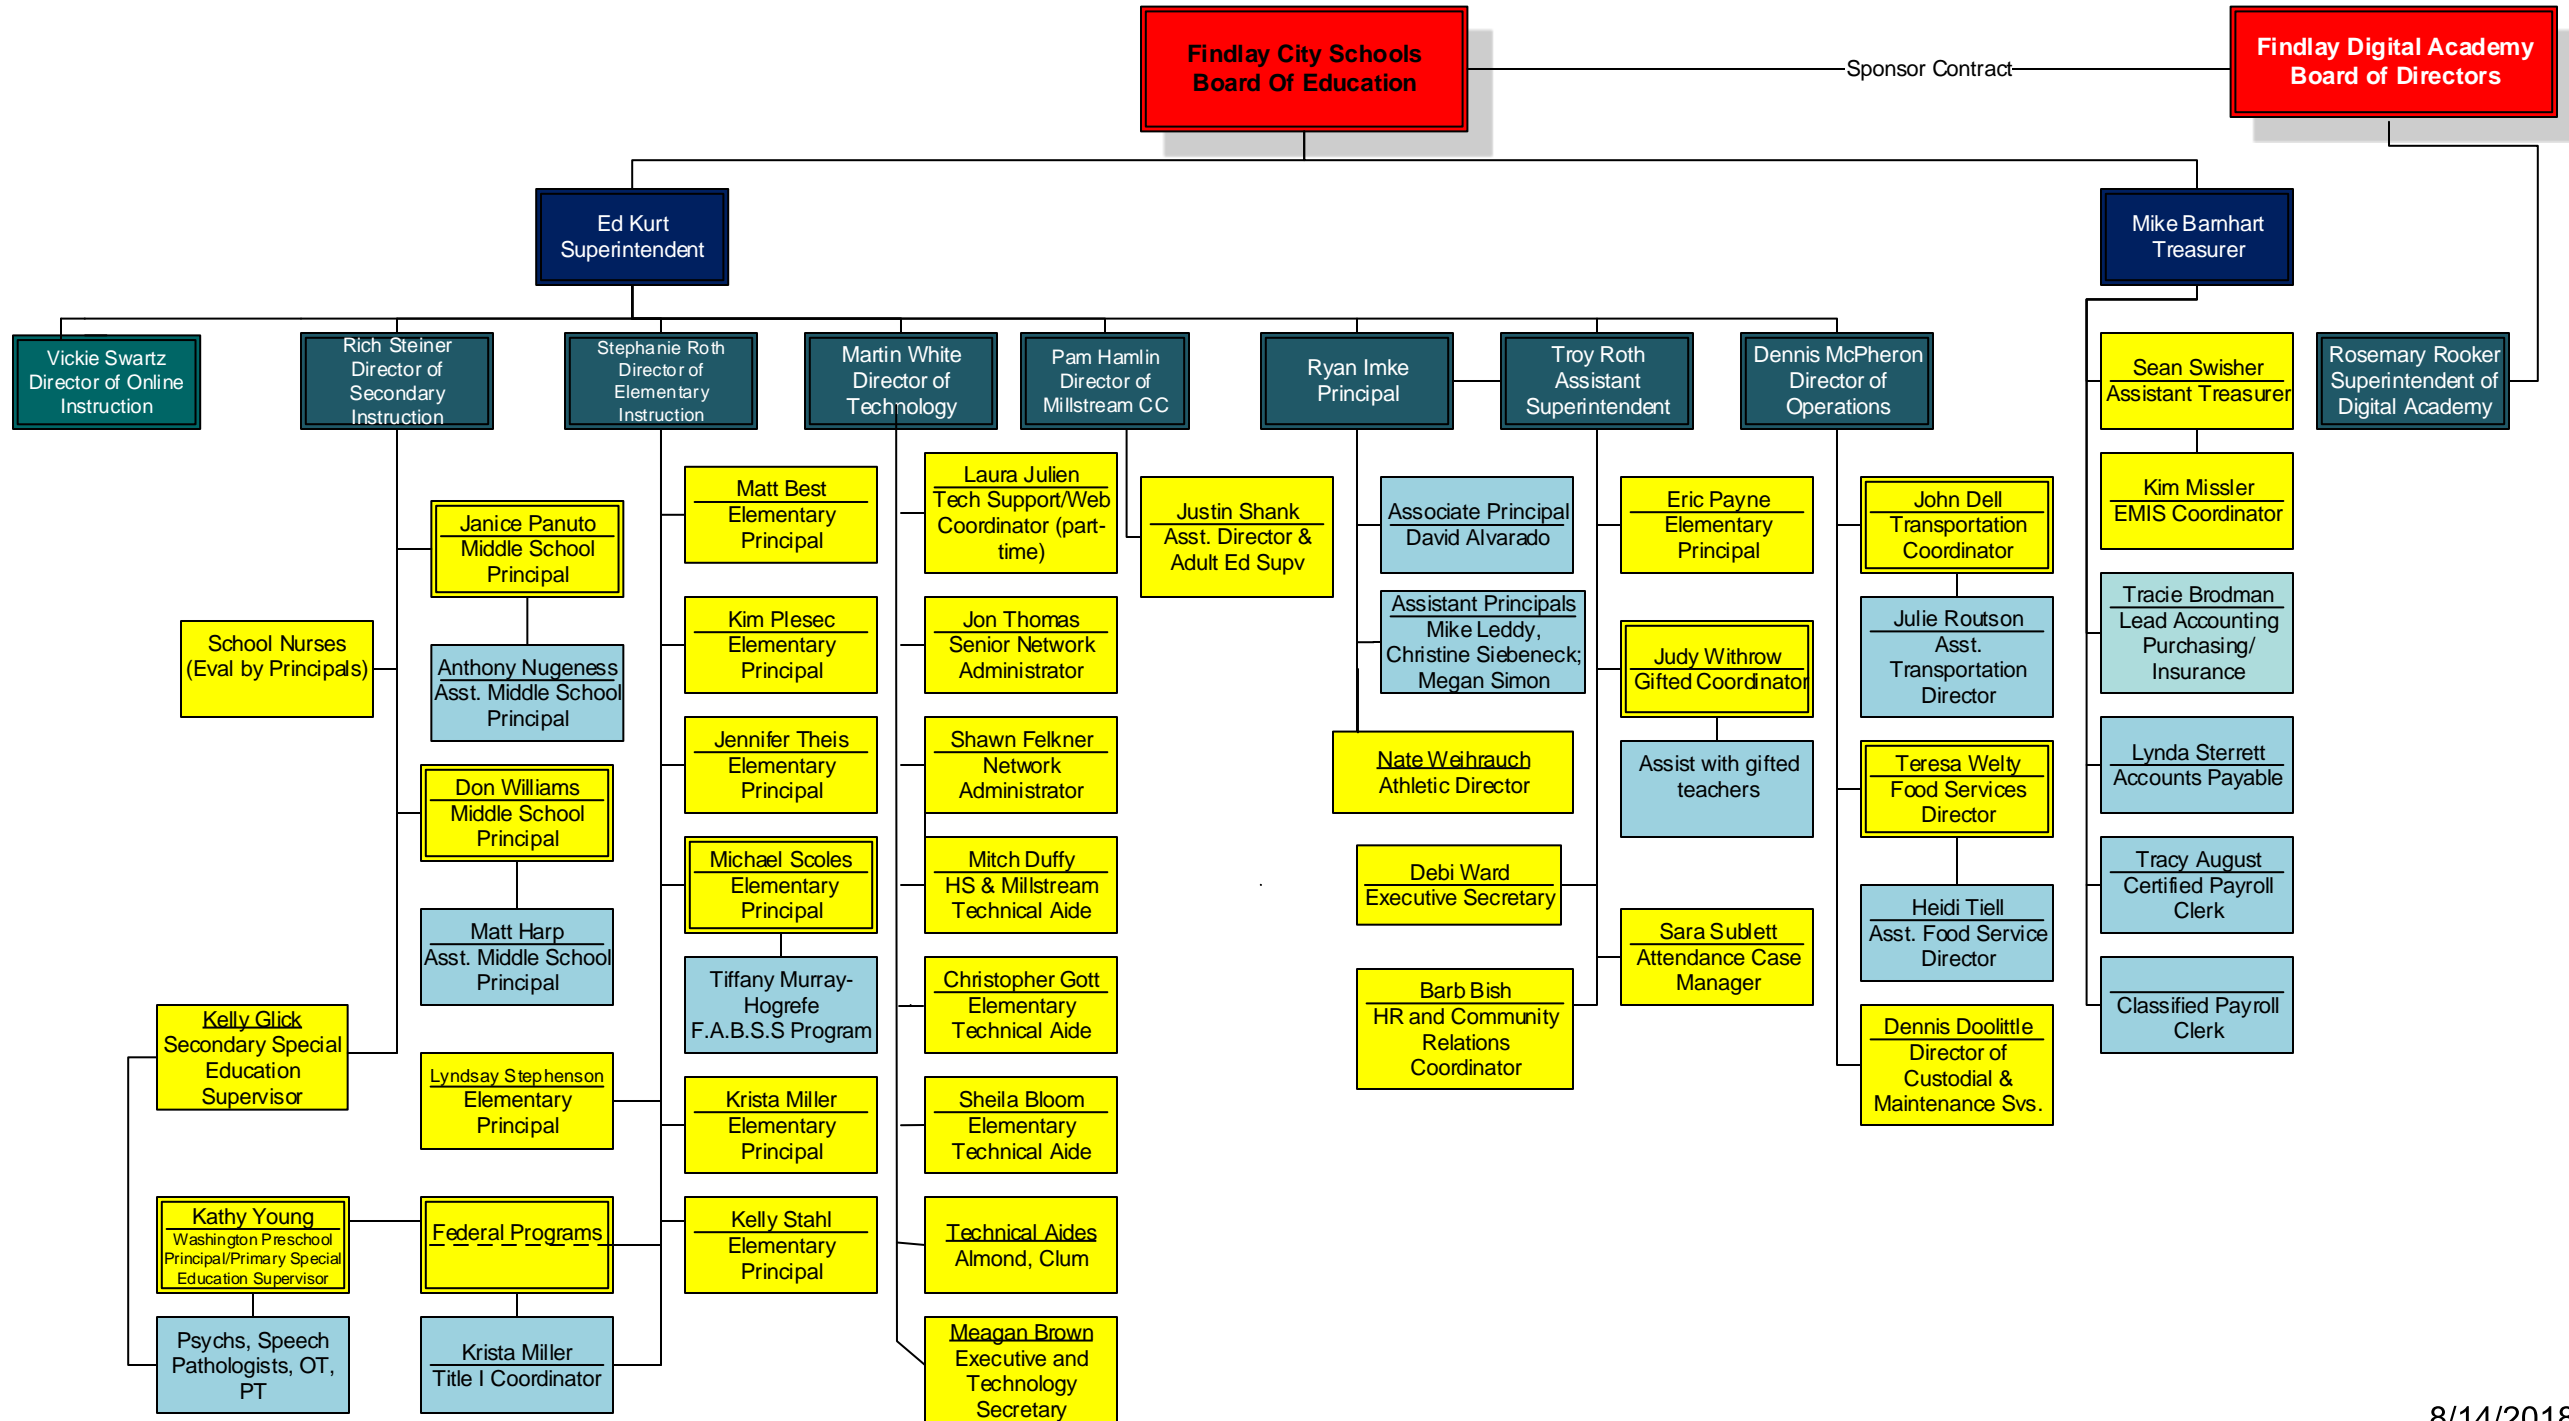 Findlay City Schools
Board Of Education
Sponsor Contract
Findlay Digital Academy
Board of Directors
Ed Kurt
Superintendent
Mike Barnhart
Treasurer
Vickie Swartz
Director of Online
Instruction
Rich Steiner
Director of
Secondary
Instruction
Stephanie Roth
Director of
Elementary
Instruction
Martin White
Director of
Technology
Pam Hamlin
Director of
Millstream CC
Ryan Imke
Principal
Troy Roth
Assistant
Superintendent
Dennis McPheron
Director of
Operations
Sean Swisher
Assistant Treasurer
Rosemary Rooker
Superintendent of
Digital Academy
Janice Panuto
Middle School
Principal
School Nurses
(Eval by Principals)
Anthony Nugeness
Asst. Middle School
Principal
Don Williams
Middle School
Principal
Matt Harp
Asst. Middle School
Principal
Kelly Glick
Secondary Special
Education
Supervisor
Lyndsay Stephenson
Elementary
Principal
Kathy Young
Washington Preschool
Principal/Primary Special
Education Supervisor
Federal Programs
Psychs, Speech
Pathologists, OT,
PT
Krista Miller
Title I Coordinator
Matt Best
Elementary
Principal
Kim Plesec
Elementary
Principal
Jennifer Theis
Elementary
Principal
Michael Scoles
Elementary
Principal
Tiffany Murray-
Hogrefe
F.A.B.S.S Program
Krista Miller
Elementary
Principal
Kelly Stahl
Elementary
Principal
Laura Julien
Tech Support/Web
Coordinator (part-
time)
Jon Thomas
Senior Network
Administrator
Shawn Felkner
Network
Administrator
Mitch Duffy
HS & Millstream
Technical Aide
Christopher Gott
Elementary
Technical Aide
Sheila Bloom
Elementary
Technical Aide
Technical Aides
Almond, Clum
Meagan Brown
Executive and
Technology
Secretary
Justin Shank
Asst. Director &
Adult Ed Supv
Associate Principal
David Alvarado
Assistant Principals
Mike Leddy,
Christine Siebeneck;
Megan Simon
Nate Weihrauch
Athletic Director
Debi Ward
Executive Secretary
Barb Bish
HR and Community
Relations
Coordinator
Eric Payne
Elementary
Principal
Judy Withrow
Gifted Coordinator
Assist with gifted
teachers
Sara Sublett
Attendance Case
Manager
John Dell
Transportation
Coordinator
Julie Routson
Asst.
Transportation
Director
Teresa Welty
Food Services
Director
Heidi Tiell
Asst. Food Service
Director
Dennis Doolittle
Director of
Custodial &
Maintenance Svs.
Kim Missler
EMIS Coordinator
Tracie Brodman
Lead Accounting
Purchasing/
Insurance
Lynda Sterrett
Accounts Payable
Tracy August
Certified Payroll
Clerk
Classified Payroll
Clerk
8/14/2018